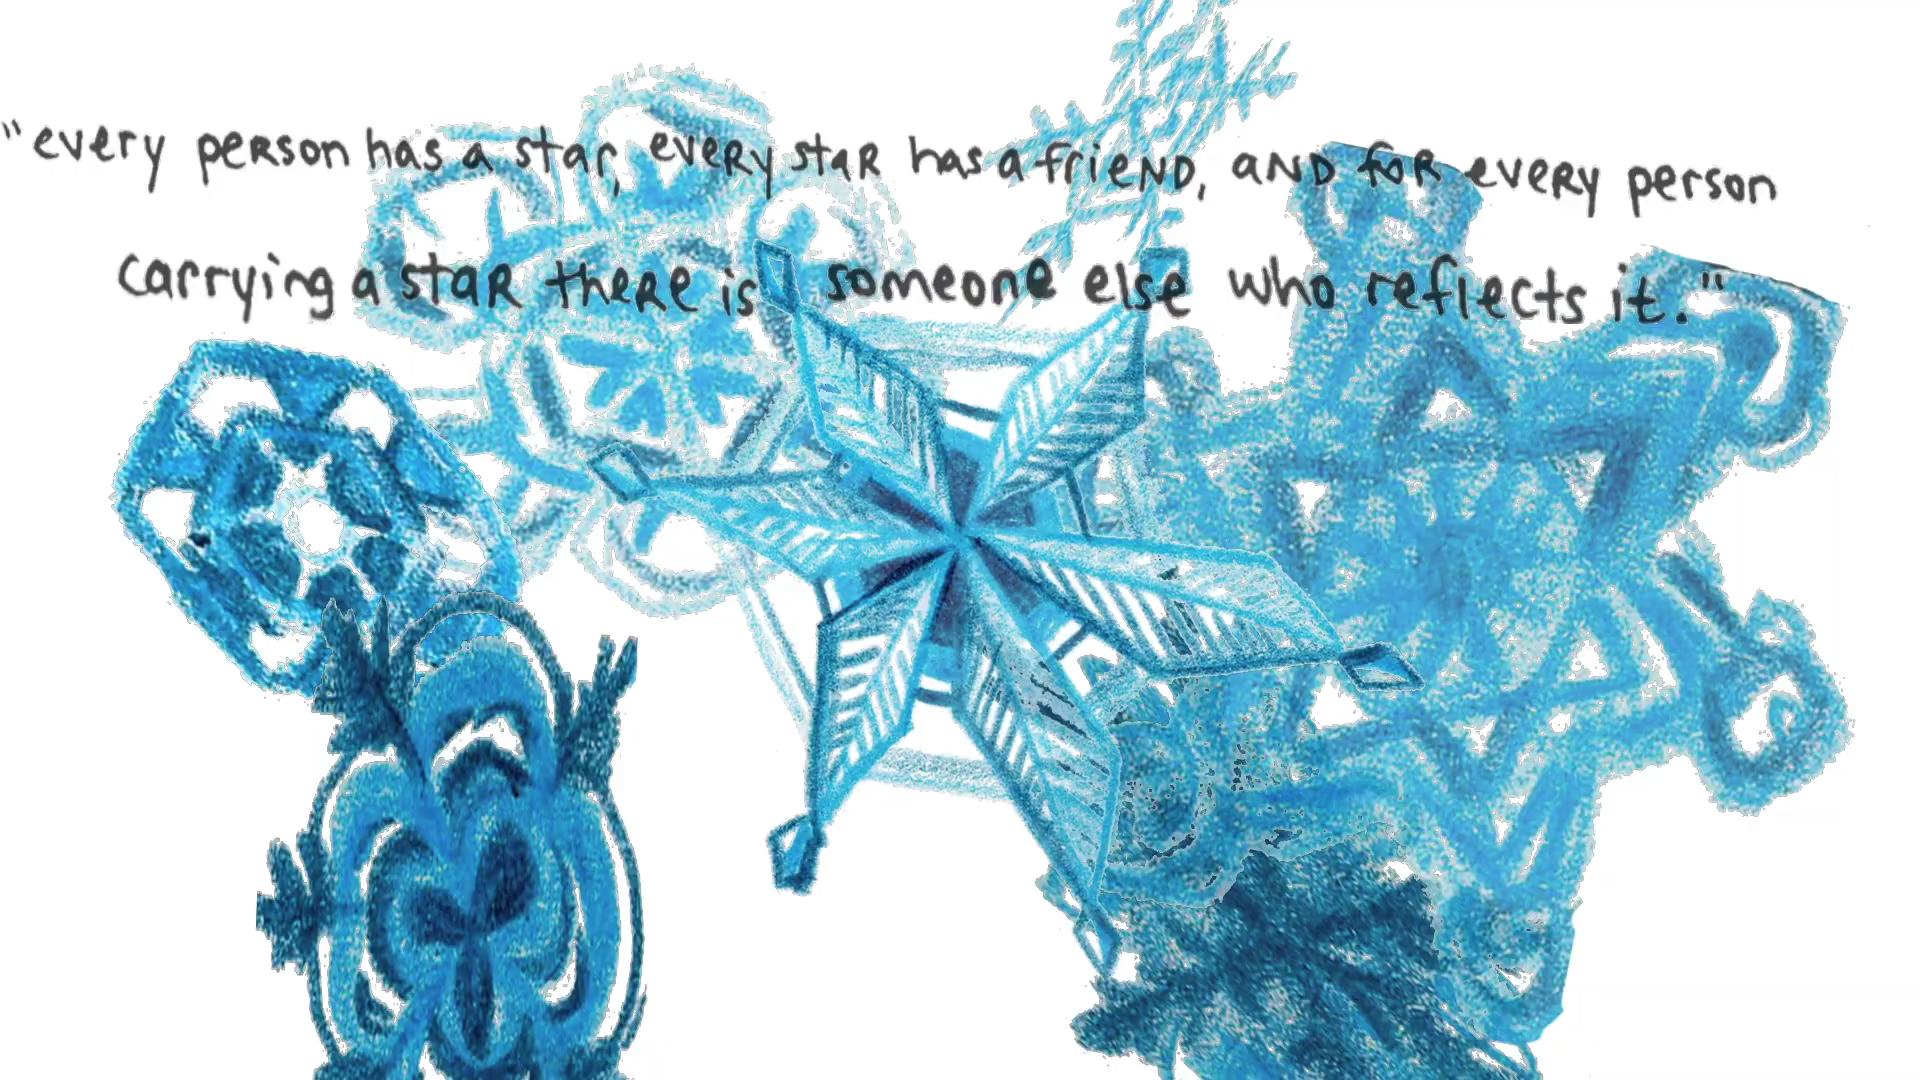 "every person has a star, every star has a friend, and for every person
carrying a star there is someone else who reflects it."